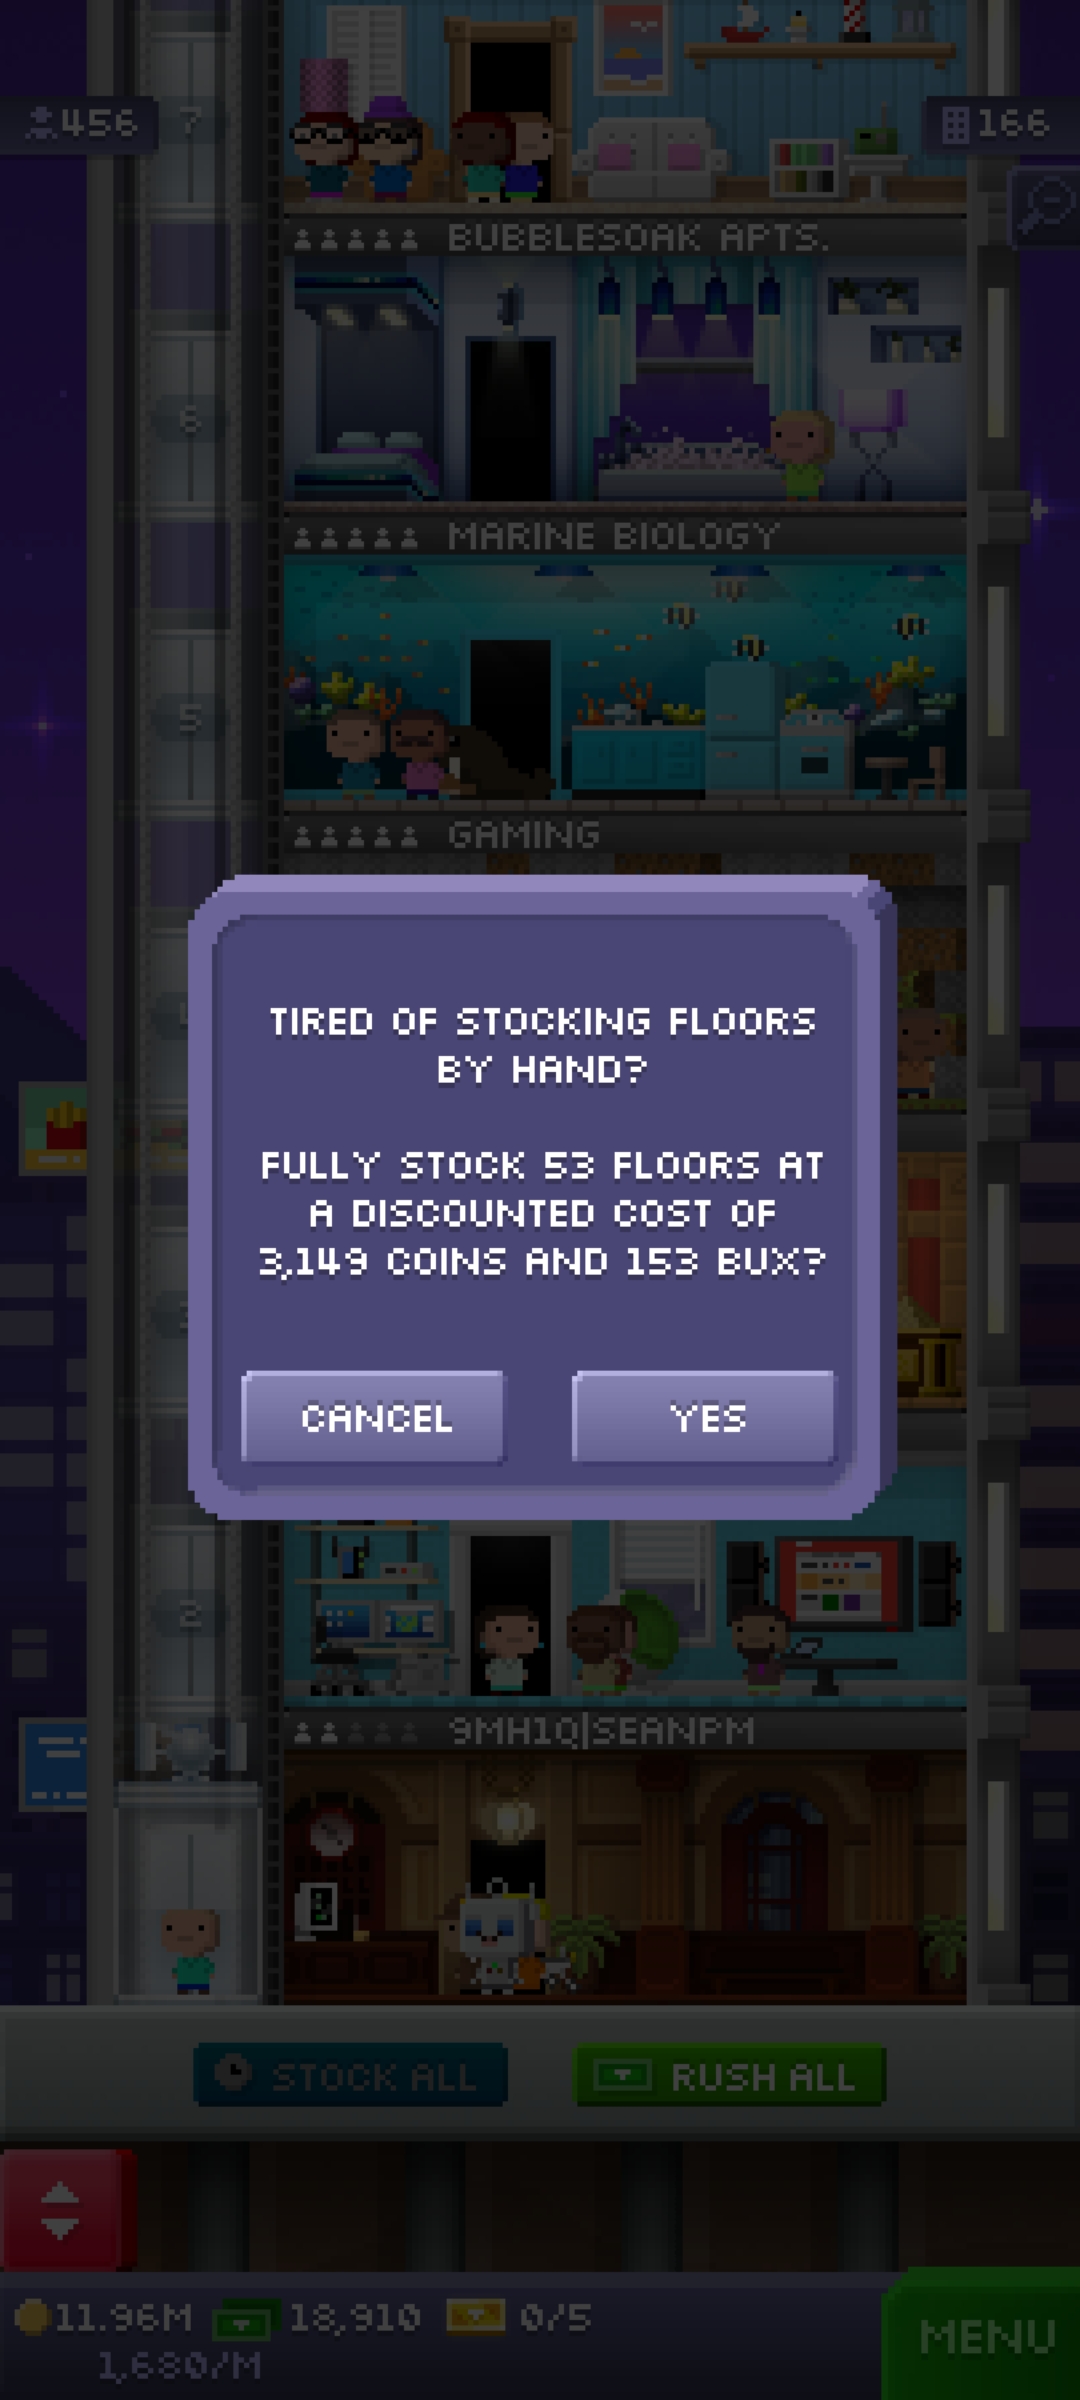 456
7
166
BUBBLESOAK APTS.
6
MARINE BIOLOGY
5
GAMING
TIRED OF STOCKING FLOORS
BY HAND?
FULLY STOCK 53 FLOORS AT
A DISCOUNTED COST OF
3,149 COINS AND 153 BUX?
CANCEL
YES
2
9MH1Q|SEANPM
STOCK ALL
RUSH ALL
11.96M
18,910
0/5
1,680/M
MENU